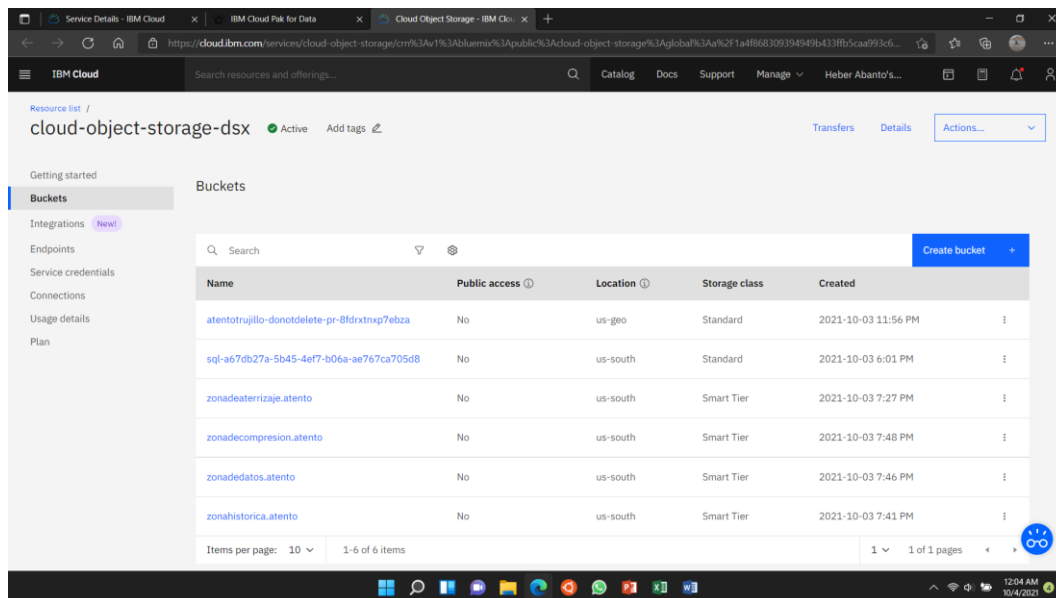 Service Details - IBM Cloud
IBM Cloud Pak for Data
Cloud Object Storage - IBM Clou
https://cloud.ibm.com/services/cloud-object-storage/crn%3Av1%3Abluemix%3Apublic%3Acloud-object-storage%3Aglobal%3Aa%2F1a4f868309394949b433ffb5caa993c6...
IBM Cloud
Search resources and offerings...
Catalog
Docs
Support
Manage
Heber Abanto's...
Resource list /
cloud-object-storage-dsx
Active
Add tags
Transfers
Details
Actions...
Getting started
Buckets
Integrations New!
Endpoints
Service credentials
Connections
Usage details
Plan
Buckets
Search
Create bucket +
Name Public access Location Storage class Created
atentotrujillo-donotdelete-pr-8fdrxtnxp7ebza No us-geo Standard 2021-10-03 11:56 PM
sql-a67db27a-5b45-4ef7-b06a-ae767ca705d8 No us-south Standard 2021-10-03 6:01 PM
zonadeaterrizaje.atento No us-south Smart Tier 2021-10-03 7:27 PM
zonadecompresion.atento No us-south Smart Tier 2021-10-03 7:48 PM
zonadedatos.atento No us-south Smart Tier 2021-10-03 7:46 PM
zonahistorica.atento No us-south Smart Tier 2021-10-03 7:41 PM
Items per page: 10 1-6 of 6 items 1 1 of 1 pages
12:04 AM
10/4/2021
4